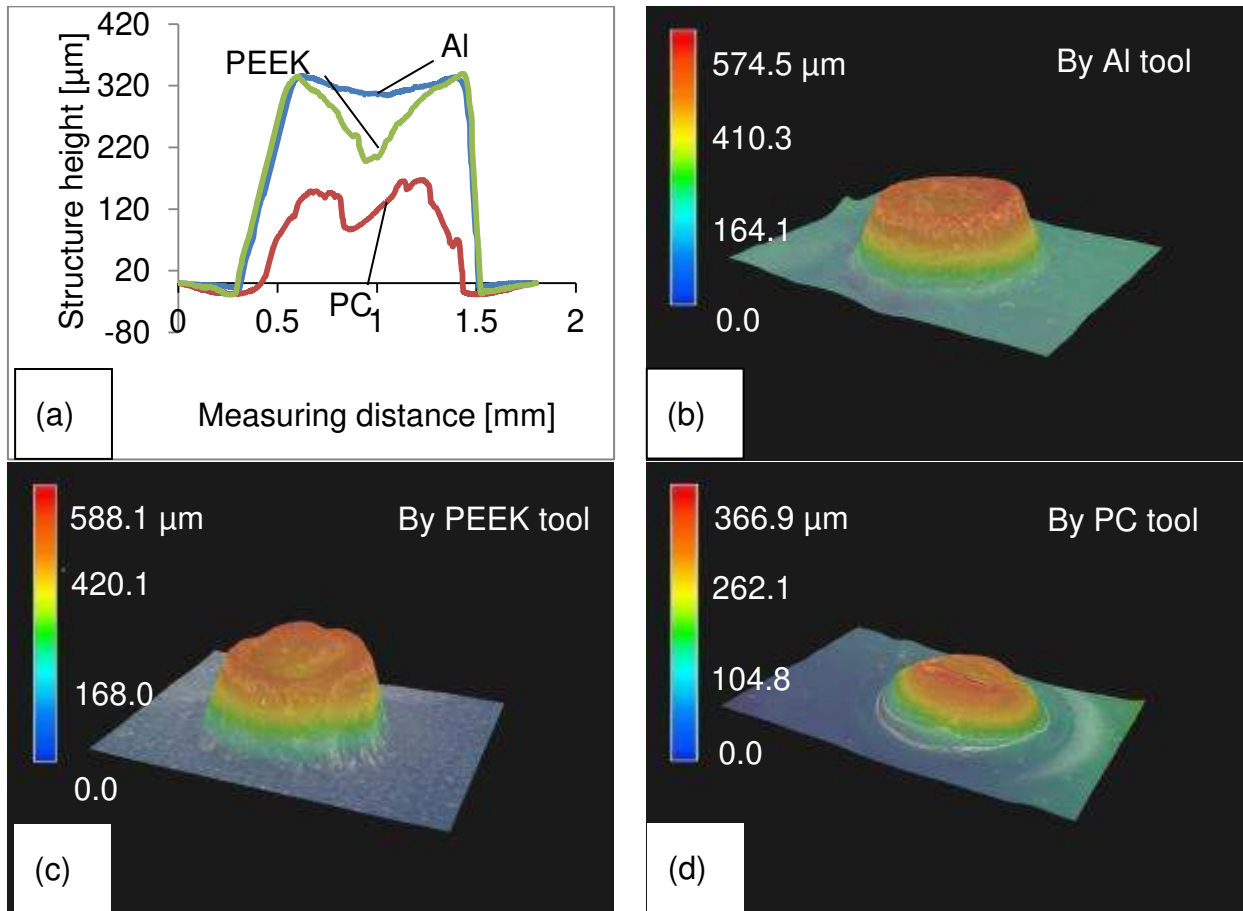 420
320
220
120
20
-80
Structure height [µm]
PEEK
Al
PC
0
0.5
1
1.5
2
Measuring distance [mm]
(a)
574.5 µm
410.3
164.1
0.0
By Al tool
(b)
588.1 µm
420.1
168.0
0.0
By PEEK tool
(c)
366.9 µm
262.1
104.8
0.0
By PC tool
(d)